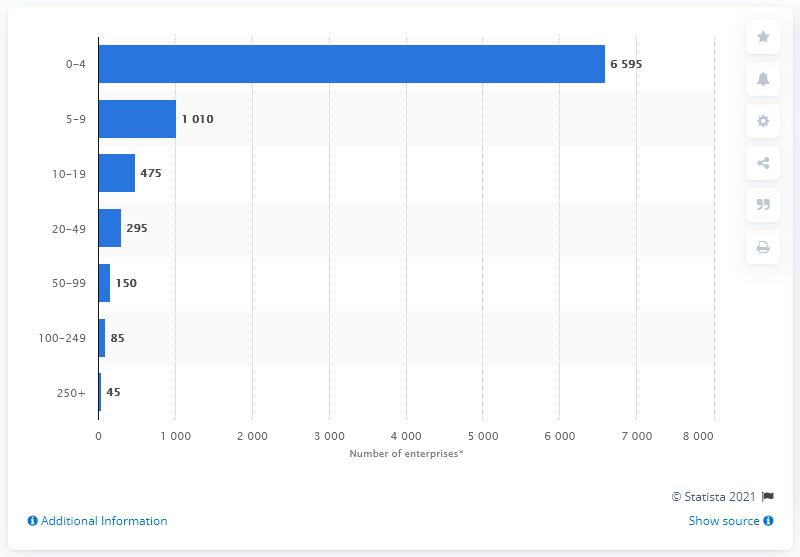 0–4
6 595
5–9
1 010
10–19
475
20–49
295
50–99
150
100–249
85
250+
45
0 1 000 2 000 3 000 4 000 5 000 6 000 7 000 8 000
Number of enterprises*
© Statista 2021
Additional Information
Show source